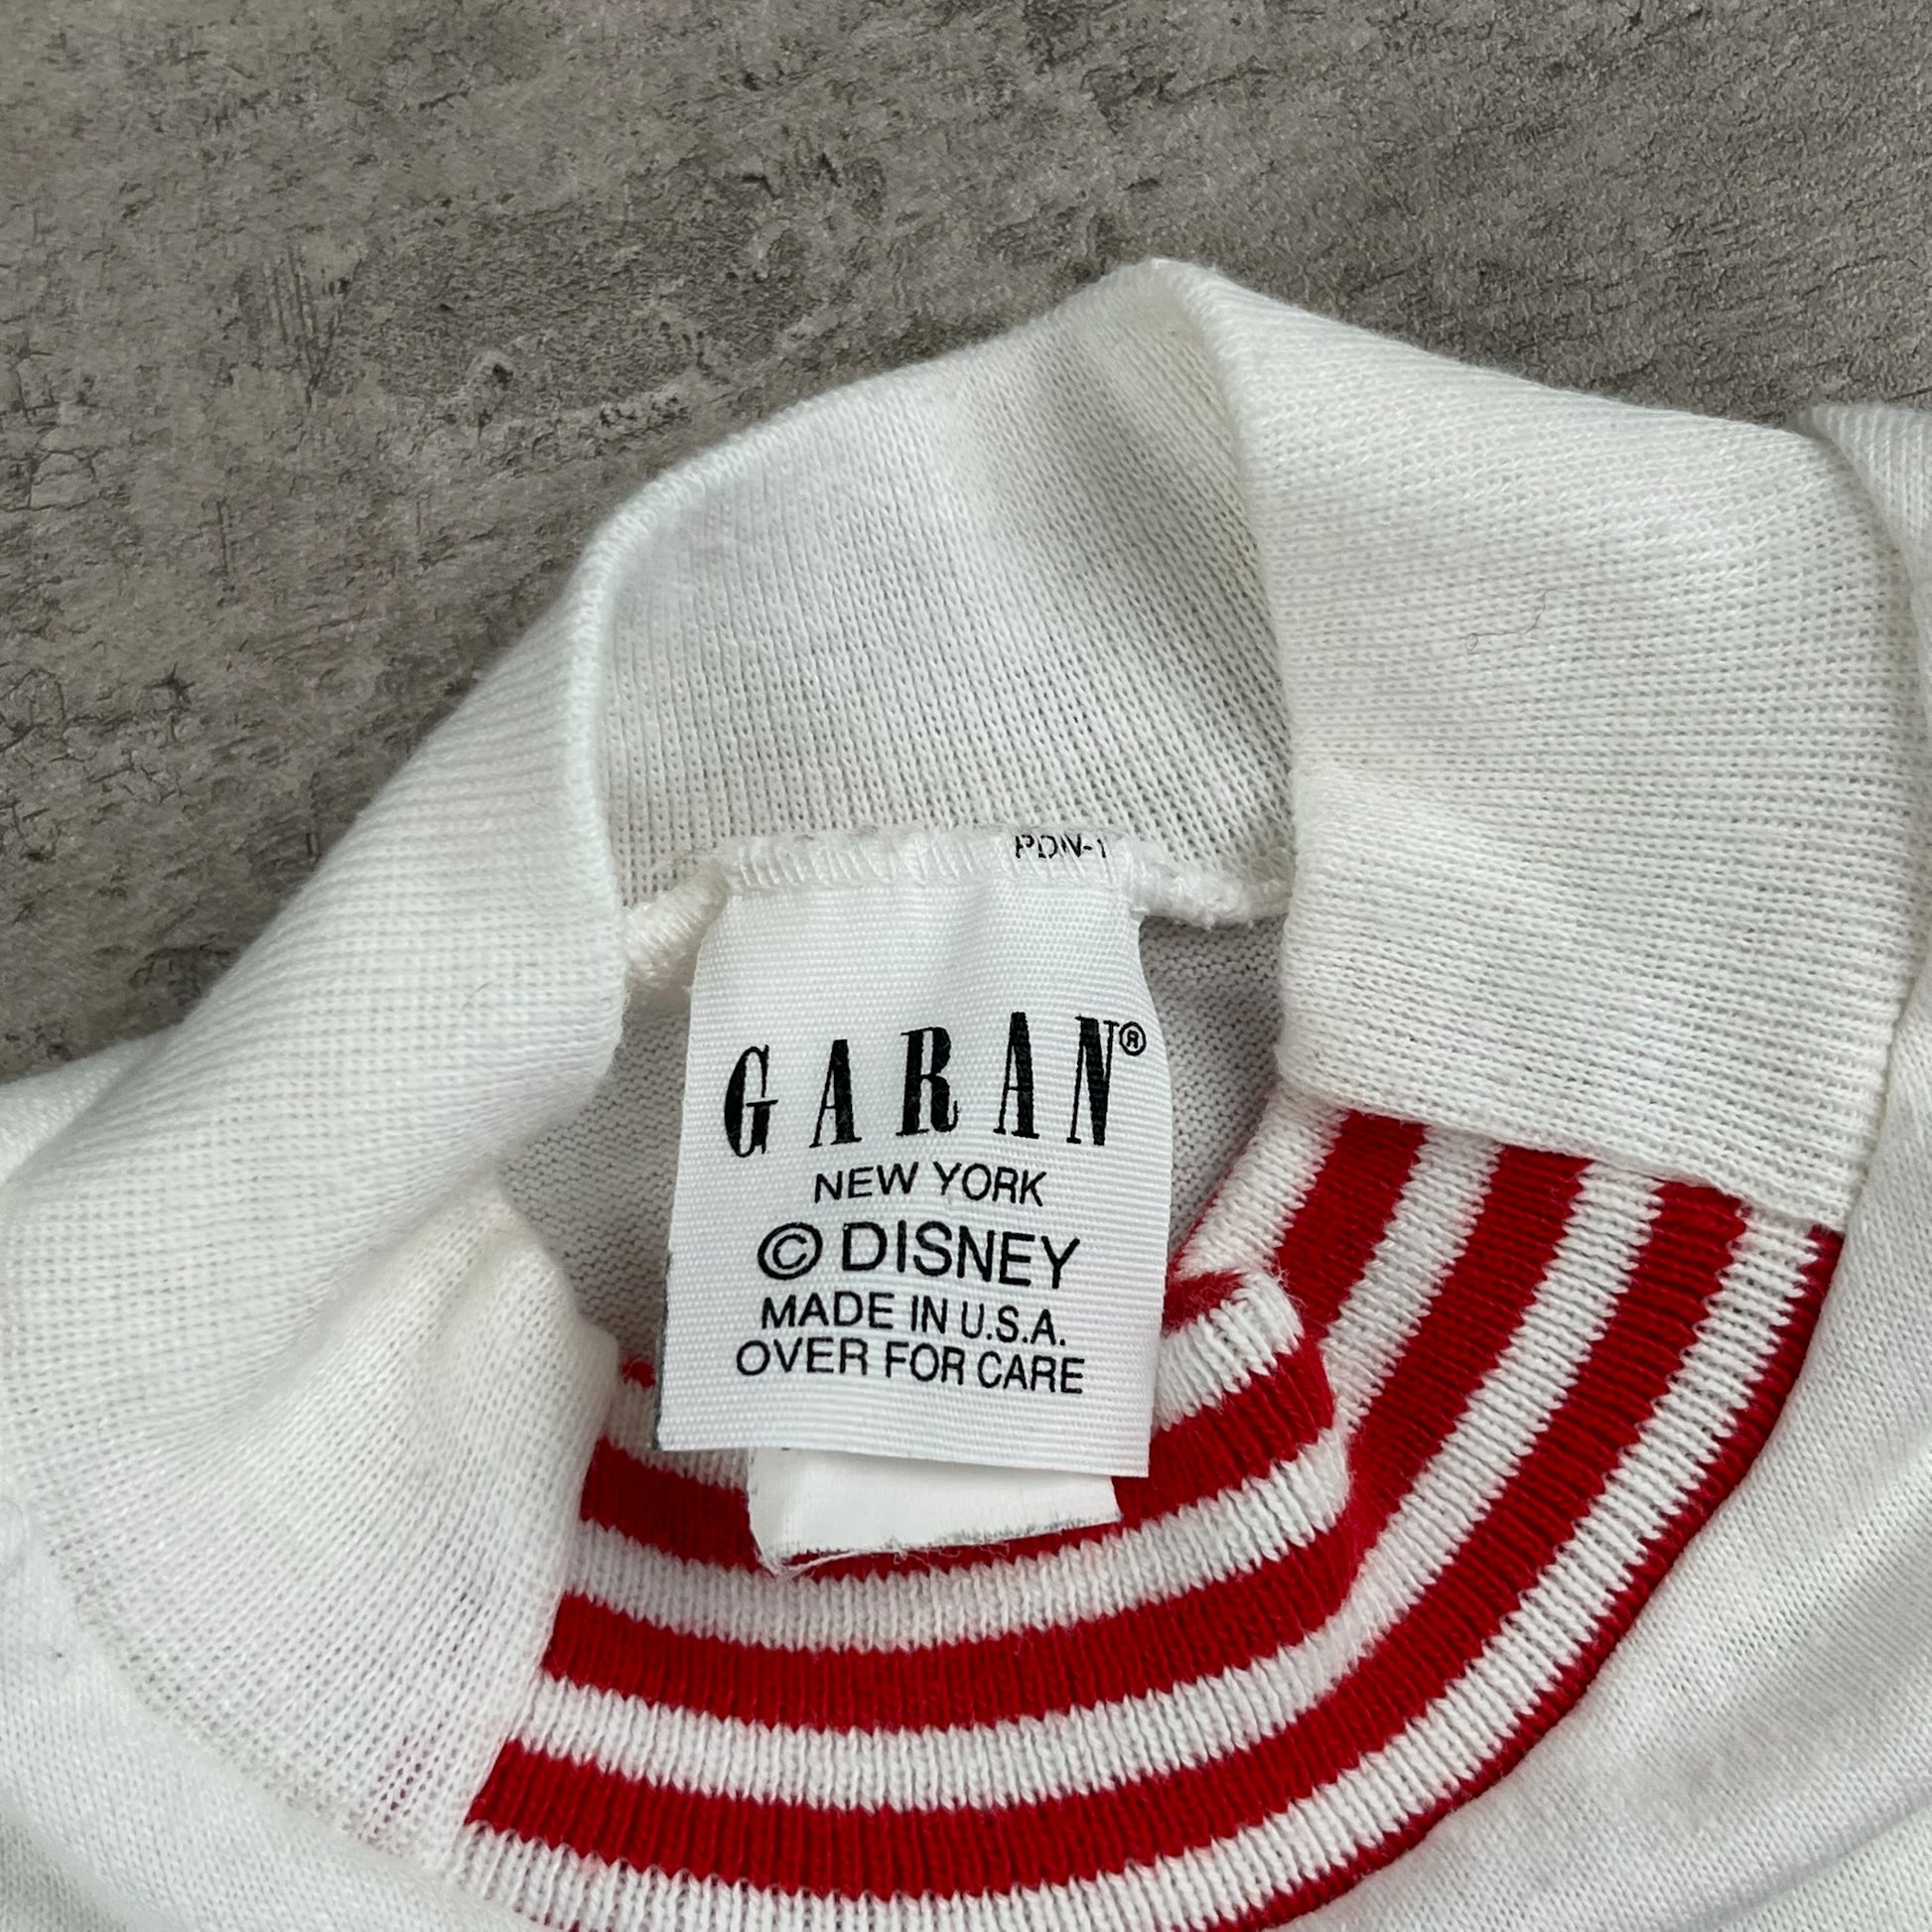 PDN-1
GARAN®
NEW YORK
© DISNEY
MADE IN U.S.A.
OVER FOR CARE